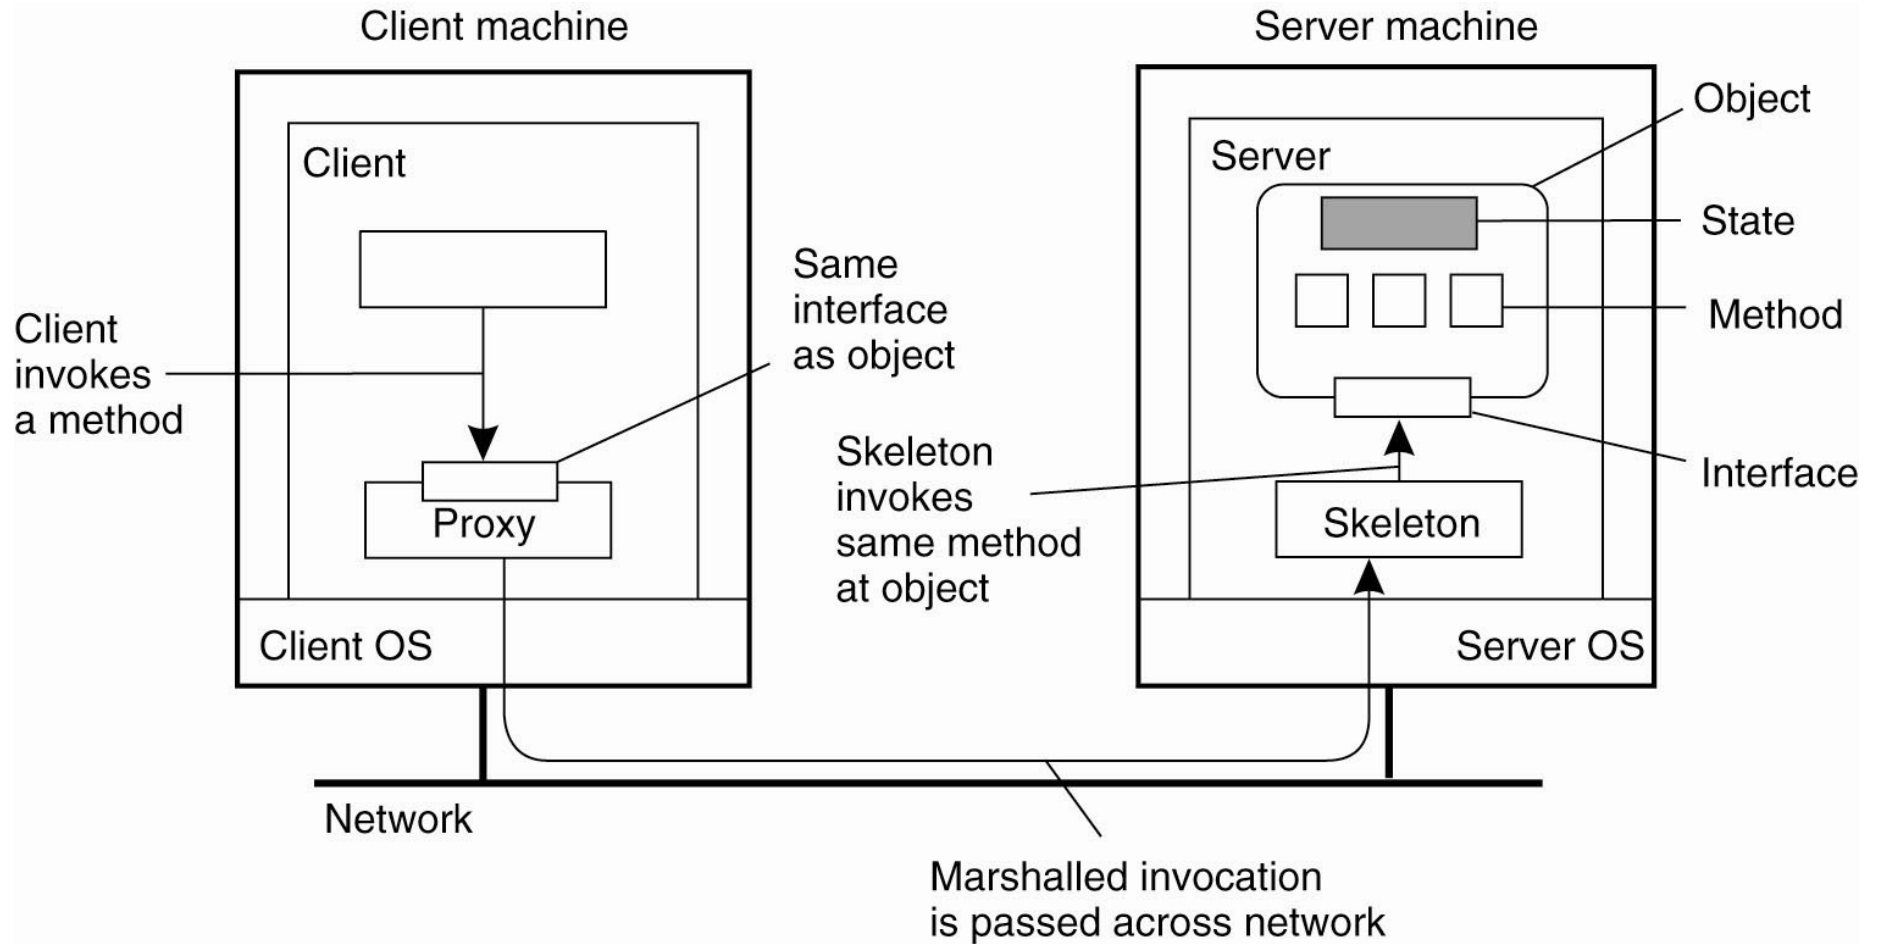 Client machine
Server machine
Object
Client
Server
State
Same
interface
as object
Client
invokes
a method
Method
Skeleton
invokes
same method
at object
Interface
Proxy
Skeleton
Client OS
Server OS
Network
Marshalled invocation
is passed across network